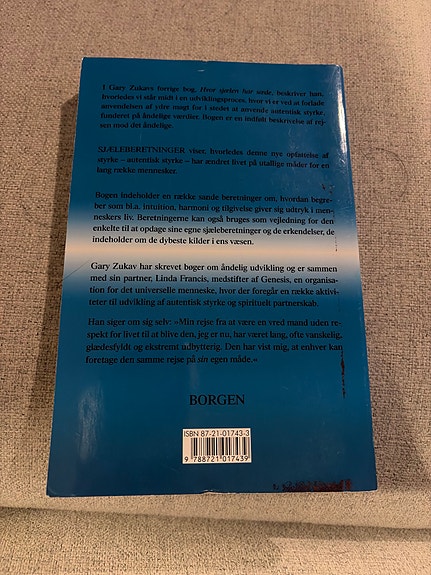 I Gary Zukavs forrige bog, Hvor sjælen har sæde, beskriver han,
hvorledes vi står midt i en udviklingsproces, hvor vi er ved at forlade
anvendelsen af ydre magt for i stedet at anvende autentisk styrke,
funderet på åndelige værdier. Bogen er en indfølt beskrivelse af rej-
sen mod det åndelige.
SJÆLEBERETNINGER viser, hvorledes denne nye opfattelse af
styrke – autentisk styrke – har ændret livet på utallige måder for en
lang række mennesker.
Bogen indeholder en række sande beretninger om, hvordan begre-
ber som bl.a. intuition, harmoni og tilgivelse giver sig udtryk i men-
neskers liv. Beretningerne kan også bruges som vejledning for den
enkelte til at opdage sine egne sjæleberetninger og de erkendelser, de
indeholder om de dybeste kilder i ens væsen.
Gary Zukav har skrevet bøger om åndelig udvikling og er sammen
med sin partner, Linda Francis, medstifter af Genesis, en organisa-
tion for det universelle menneske, hvor der foregår en række aktivi-
teter til udvikling af autentisk styrke og spirituelt partnerskab.
Han siger om sig selv: »Min rejse fra at være en vred mand uden re-
spekt for livet til at blive den, jeg er nu, har været lang, ofte vanskelig,
glædesfyldt og ekstremt udbytterig. Den har vist mig, at enhver kan
foretage den samme rejse på sin egen måde.«
BORGEN
ISBN 87-21-01743-3
9 788721 017439